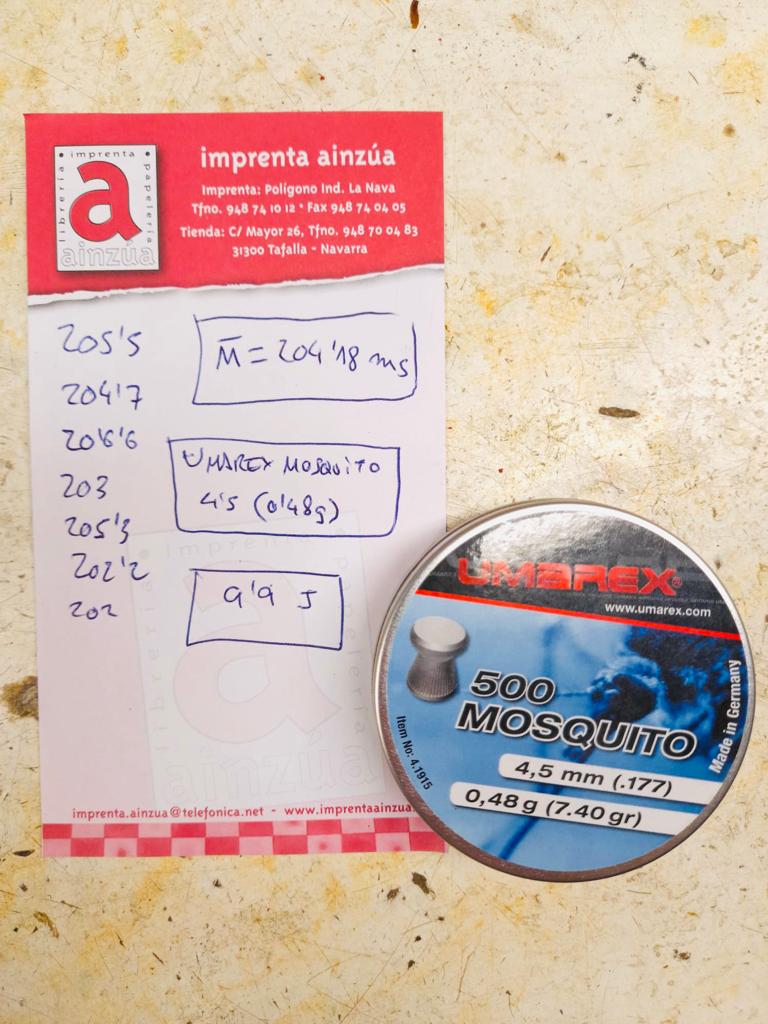 imprenta
librería
papelería
a
ainzúa
imprenta ainzúa
Imprenta: Polígono Ind. La Nava
Tfno. 948 74 10 12 • Fax 948 74 04 05
Tienda: C/ Mayor 26, Tfno. 948 70 04 83
31300 Tafalla - Navarra
205'5
204'7
206'6
203
205'3
202'2
202
M̅ = 204'18 ms
UMAREX MOSQUITO
4'5 (0'48g)
9'9 J
imprenta
librería
papelería
a
ainzúa
imprenta.ainzua@telefonica.net - www.imprentaainzua.
UMAREX®
www.umarex.com
500
MOSQUITO
4,5 mm (.177)
0,48 g (7.40 gr)
Item No: 4.1915
Made in Germany